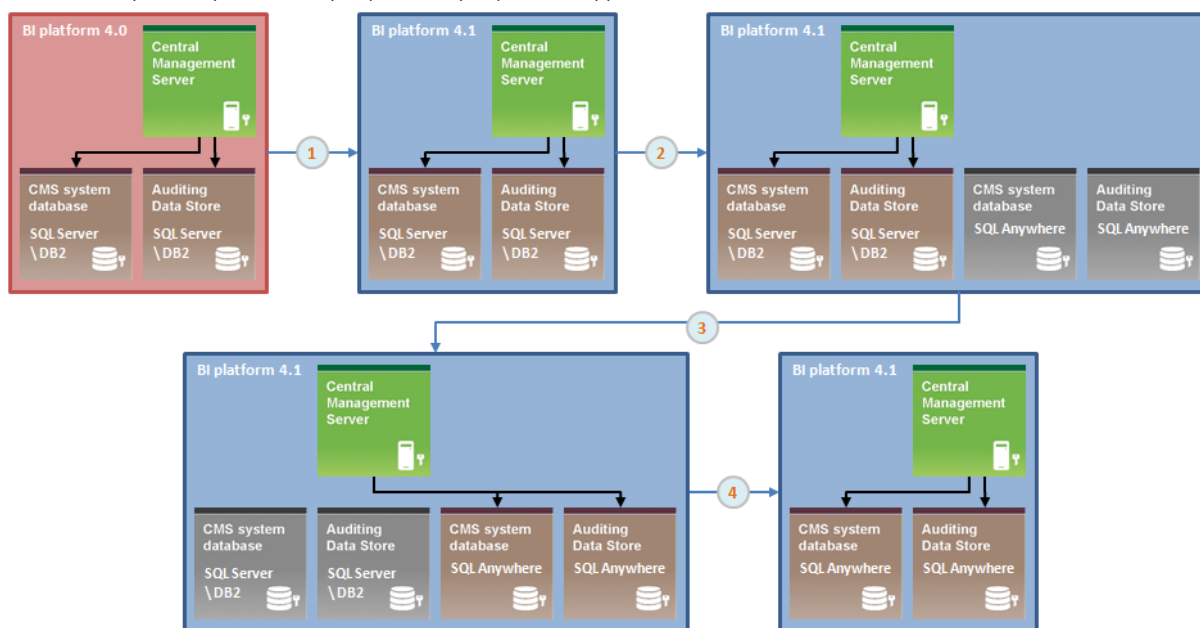 BI platform 4.0
Central
Management
Server
CMS system
database
SQL Server
\DB2
Auditing
Data Store
SQL Server
\DB2
1
BI platform 4.1
Central
Management
Server
CMS system
database
SQL Server
\DB2
Auditing
Data Store
SQL Server
\DB2
2
BI platform 4.1
Central
Management
Server
CMS system
database
SQL Server
\DB2
Auditing
Data Store
SQL Server
\DB2
CMS system
database
SQL Anywhere
Auditing
Data Store
SQL Anywhere
3
BI platform 4.1
Central
Management
Server
CMS system
database
SQL Server
\DB2
Auditing
Data Store
SQL Server
\DB2
CMS system
database
SQL Anywhere
Auditing
Data Store
SQL Anywhere
4
BI platform 4.1
Central
Management
Server
CMS system
database
SQL Anywhere
Auditing
Data Store
SQL Anywhere